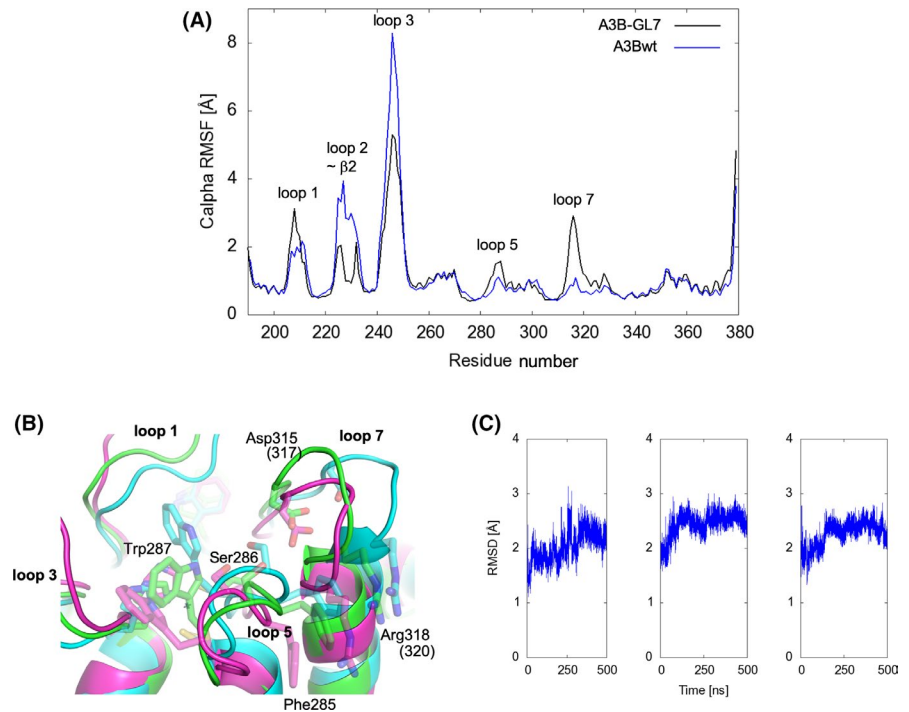 (A)
loop 3
A3B-GL7
A3Bwt
loop 2
~ β2
loop 1
loop 5
loop 7
Calpha RMSF [Å]
8
6
4
2
0
200 220 240 260 280 300 320 340 360 380
Residue number
(B)
loop 1
Asp315
(317)
loop 7
Trp287
Ser286
loop 3
loop 5
Arg318
(320)
Phe285
(C)
RMSD [Å]
4 4 4
3 3 3
2 2 2
1 1 1
0 0 0
0 250 500 0 250 500 0 250 500
Time [ns]